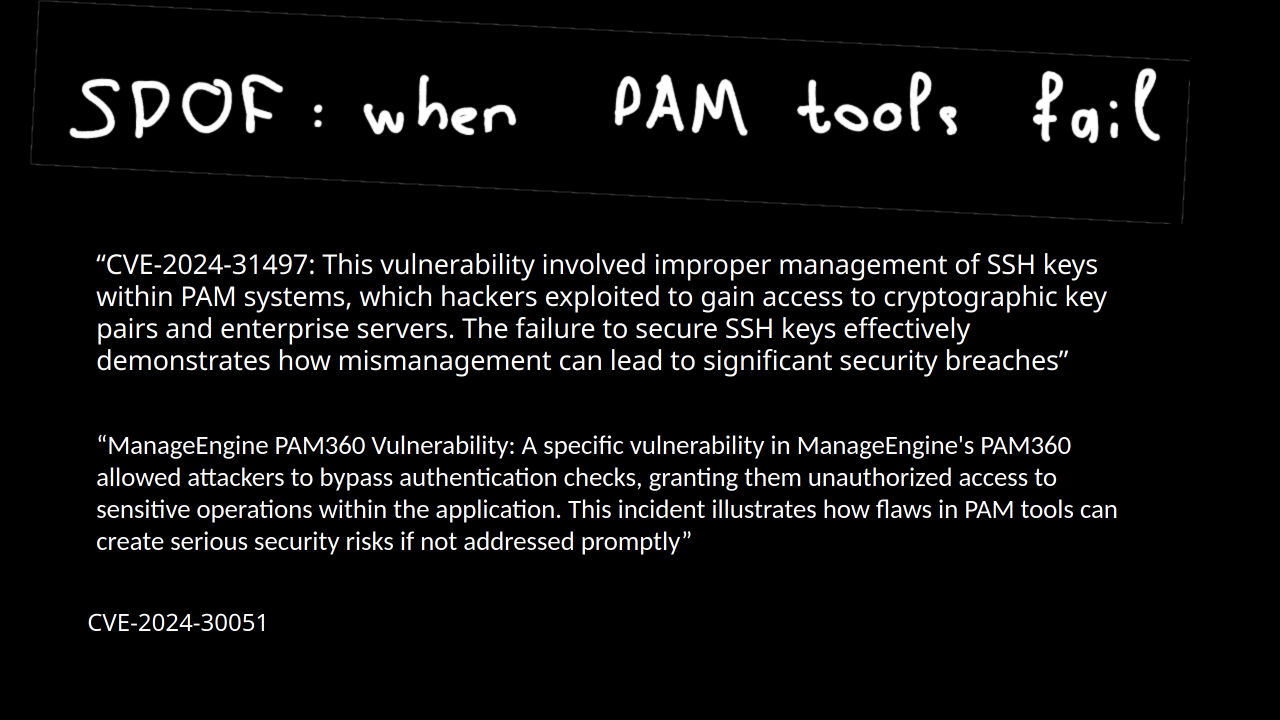 SPOF: when PAM tools fail
“CVE-2024-31497: This vulnerability involved improper management of SSH keys
within PAM systems, which hackers exploited to gain access to cryptographic key
pairs and enterprise servers. The failure to secure SSH keys effectively
demonstrates how mismanagement can lead to significant security breaches”
“ManageEngine PAM360 Vulnerability: A specific vulnerability in ManageEngine's PAM360
allowed attackers to bypass authentication checks, granting them unauthorized access to
sensitive operations within the application. This incident illustrates how flaws in PAM tools can
create serious security risks if not addressed promptly”
CVE-2024-30051